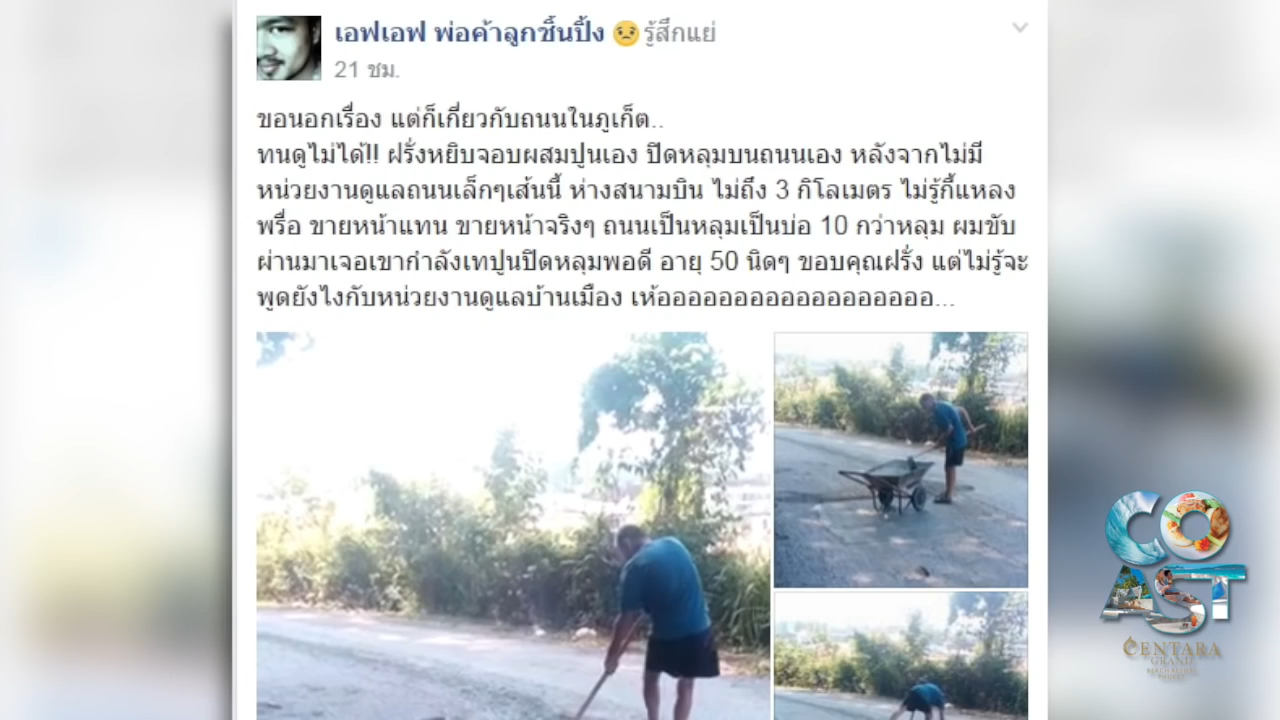 เอฟเอฟ พ่อค้าลูกชิ้นปิ้ง 😟 รู้สึกแย่
21 ชม.
ขอนอกเรื่อง แต่ก็เกี่ยวกับถนนในภูเก็ต..
ทนดูไม่ได้!! ฝรั่งหยิบจอบผสมปูนเอง ปิดหลุมบนถนนเอง หลังจากไม่มี
หน่วยงานดูแลถนนเล็กๆเส้นนี้ ห่างสนามบิน ไม่ถึง 3 กิโลเมตร ไม่รู้กี้แหลง
พรื่อ ขายหน้าแทน ขายหน้าจริงๆ ถนนเป็นหลุมเป็นบ่อ 10 กว่าหลุม ผมขับ
ผ่านมาเจอเขากำลังเทปูนปิดหลุมพอดี อายุ 50 นิดๆ ขอบคุณฝรั่ง แต่ไม่รู้จะ
พูดยังไงกับหน่วยงานดูแลบ้านเมือง เห้ออออออออออออออออออ...
CO
AST
CENTARA
GRAND